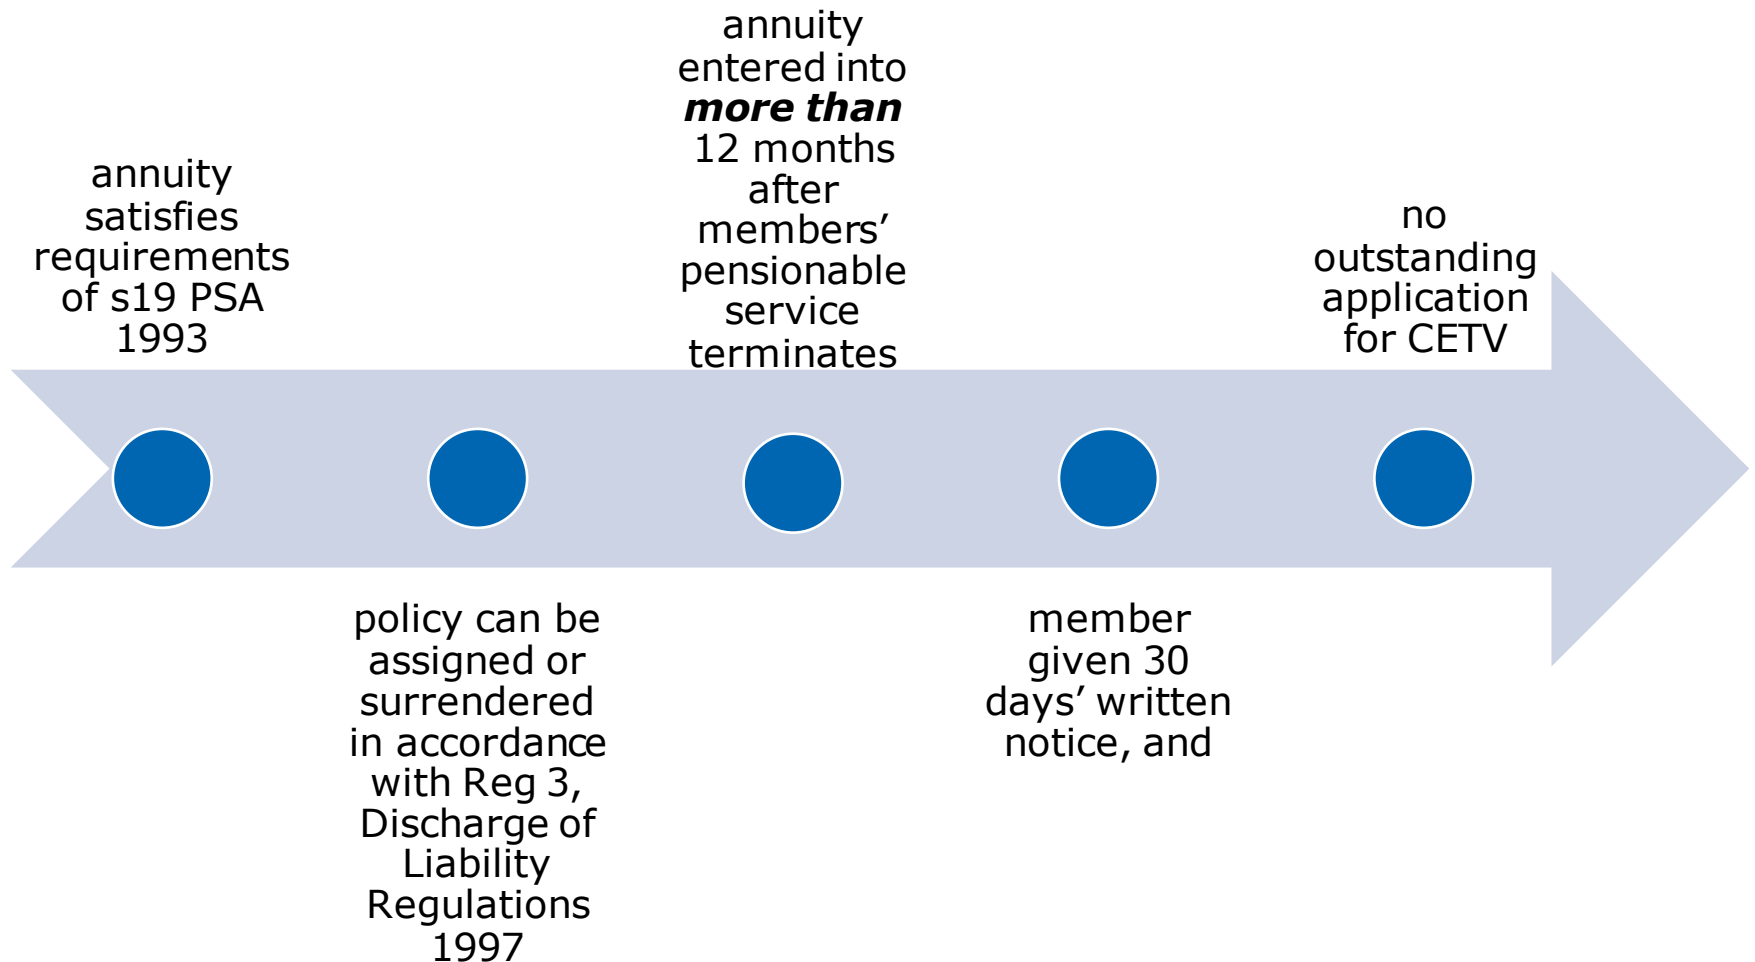 annuity
satisfies
requirements
of s19 PSA
1993
policy can be
assigned or
surrendered
in accordance
with Reg 3,
Discharge of
Liability
Regulations
1997
annuity
entered into
more than
12 months
after
members’
pensionable
service
terminates
member
given 30
days’ written
notice, and
no
outstanding
application
for CETV